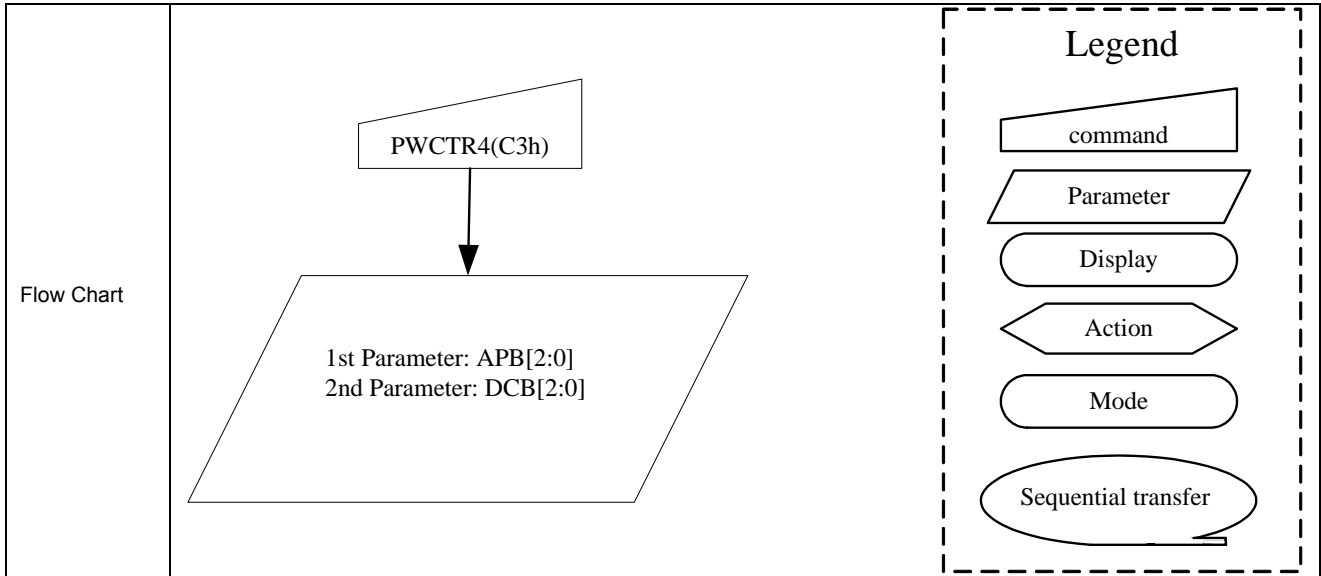 Flow Chart
PWCTR4(C3h)
1st Parameter: APB[2:0]
2nd Parameter: DCB[2:0]
Legend
command
Parameter
Display
Action
Mode
Sequential transfer